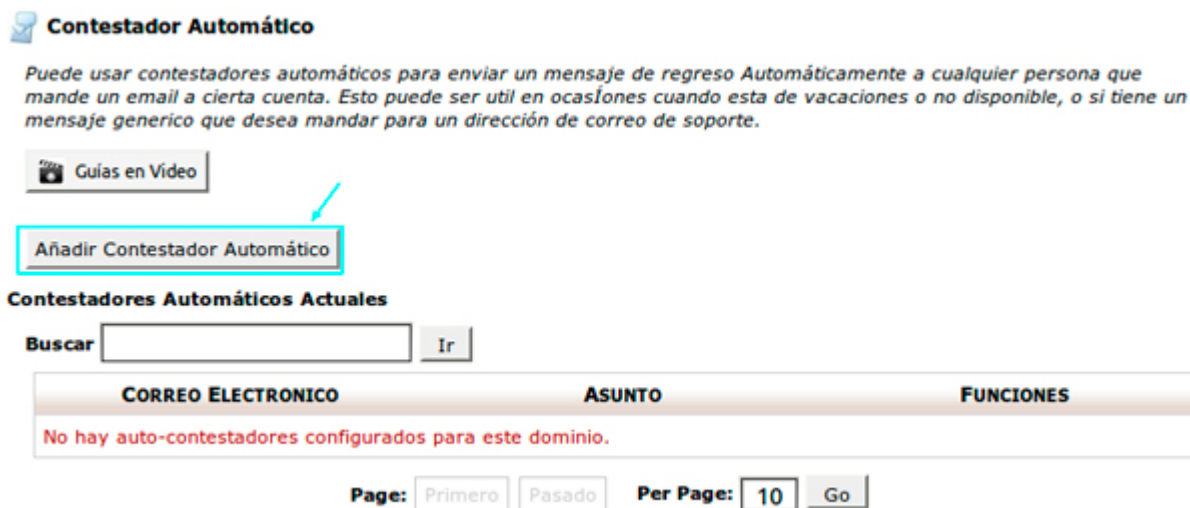 Contestador Automático
Puede usar contestadores automáticos para enviar un mensaje de regreso Automáticamente a cualquier persona que
mande un email a cierta cuenta. Esto puede ser util en ocasÍones cuando esta de vacaciones o no disponible, o si tiene un
mensaje generico que desea mandar para un dirección de correo de soporte.
Guías en Video
Añadir Contestador Automático
Contestadores Automáticos Actuales
Buscar Ir
CORREO ELECTRONICO ASUNTO FUNCIONES
No hay auto-contestadores configurados para este dominio.
Page: Primero Pasado Per Page: 10 Go